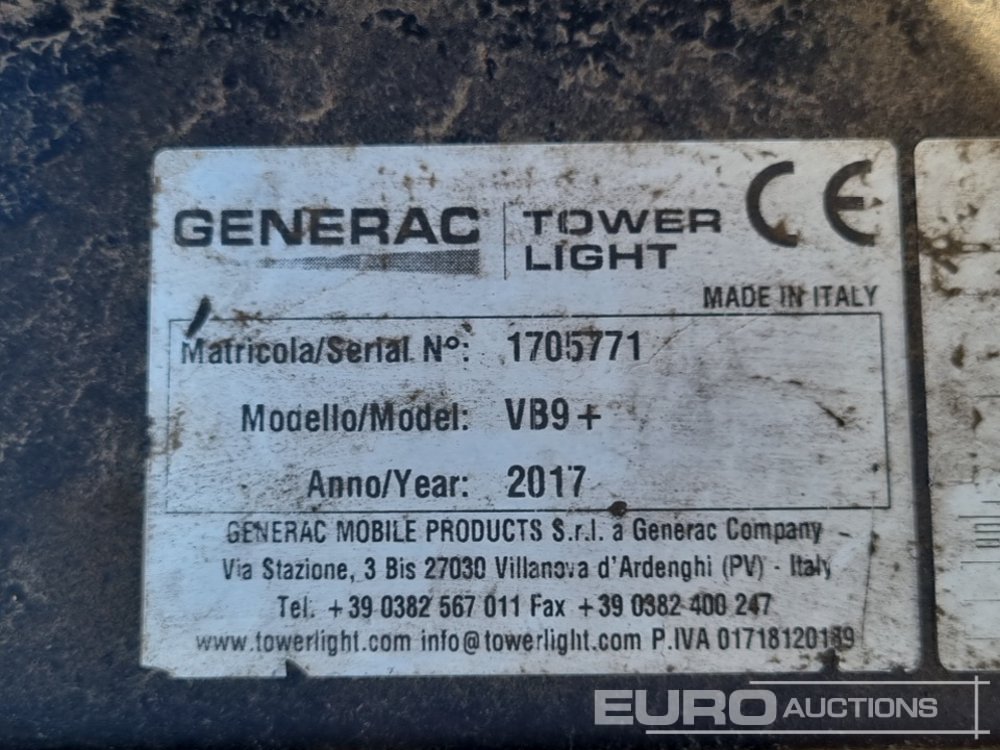 GENERAC
TOWER
LIGHT
CE
MADE IN ITALY
Matricola/Serial N°: 1705771
Modello/Model: VB9+
Anno/Year: 2017
GENERAC MOBILE PRODUCTS S.r.l. a Generac Company
Via Stazione, 3 Bis 27030 Villanova d'Ardenghi (PV) - Italy
Tel. +39 0382 567 011 Fax +39 0382 400 247
www.towerlight.com info@towerlight.com P.IVA 01718120189
EURO AUCTIONS